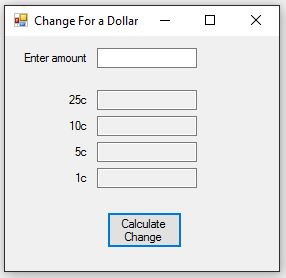 Change For a Dollar
Enter amount
25c
10c
5c
1c
Calculate
Change